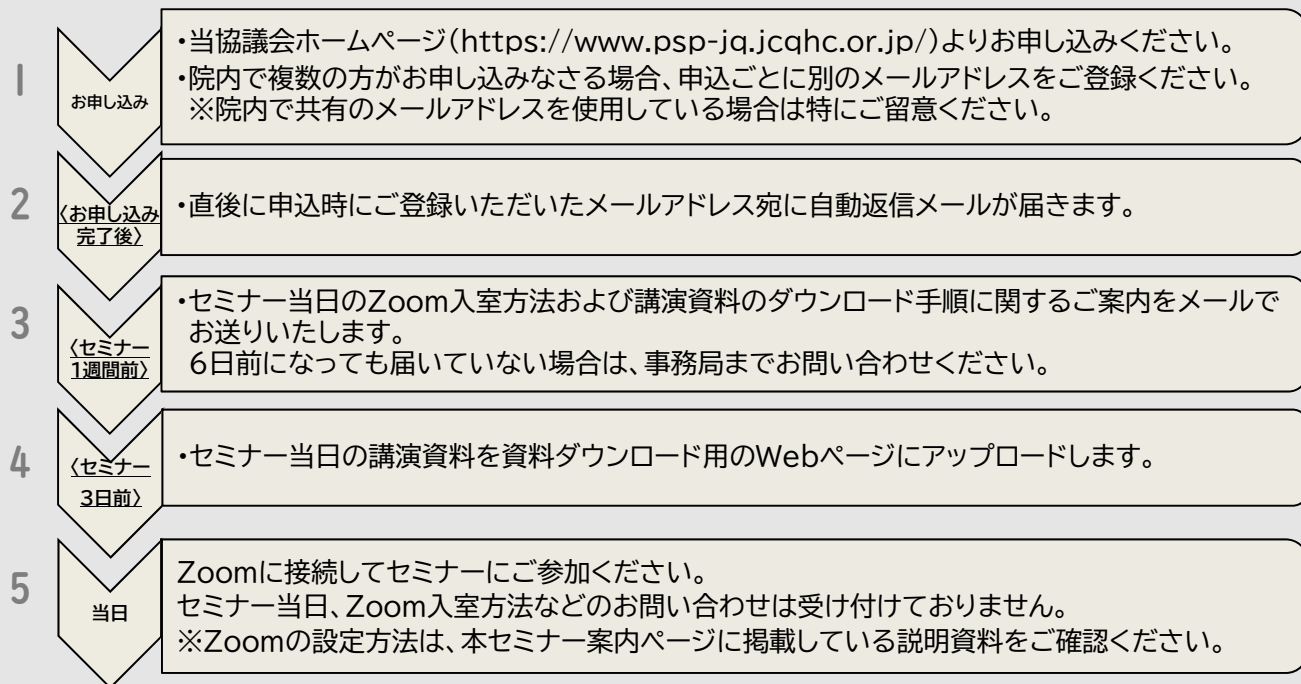 1
お申し込み
・当協議会ホームページ(https://www.psp-jq.jcqhc.or.jp/)よりお申し込みください。
・院内で複数の方がお申し込みなさる場合、申込ごとに別のメールアドレスをご登録ください。
※院内で共有のメールアドレスを使用している場合は特にご留意ください。
2
〈お申し込み
完了後〉
・直後に申込時にご登録いただいたメールアドレス宛に自動返信メールが届きます。
3
〈セミナー
1週間前〉
・セミナー当日のZoom入室方法および講演資料のダウンロード手順に関するご案内をメールで
お送りいたします。
6日前になっても届いていない場合は、事務局までお問い合わせください。
4
〈セミナー
3日前〉
・セミナー当日の講演資料を資料ダウンロード用のWebページにアップロードします。
5
当日
Zoomに接続してセミナーにご参加ください。
セミナー当日、Zoom入室方法などのお問い合わせは受け付けておりません。
※Zoomの設定方法は、本セミナー案内ページに掲載している説明資料をご確認ください。